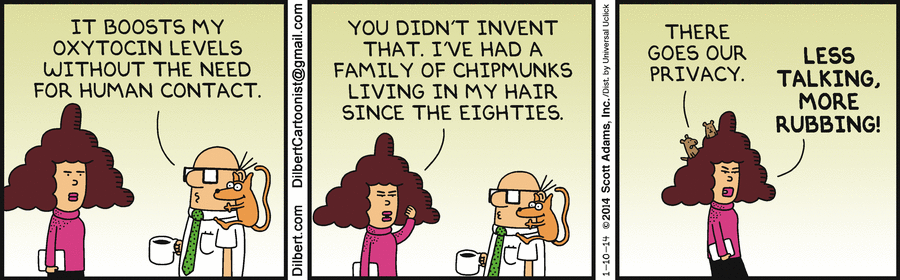 IT BOOSTS MY
OXYTOCIN LEVELS
WITHOUT THE NEED
FOR HUMAN CONTACT.
Dilbert.com DilbertCartoonist@gmail.com
YOU DIDN'T INVENT
THAT. I'VE HAD A
FAMILY OF CHIPMUNKS
LIVING IN MY HAIR
SINCE THE EIGHTIES.
1-10-14 ©2014 Scott Adams, Inc. /Dist. by Universal Uclick
THERE
GOES OUR
PRIVACY.
LESS
TALKING,
MORE
RUBBING!